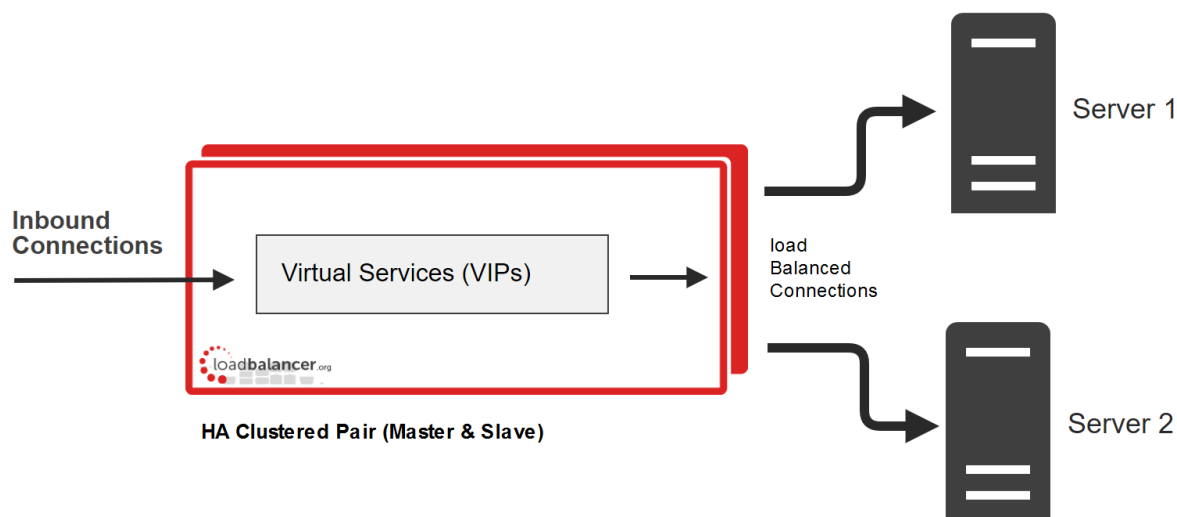 Server 1
Inbound
Connections
Virtual Services (VIPs)
load
Balanced
Connections
loadbalancer.org
HA Clustered Pair (Master & Slave)
Server 2